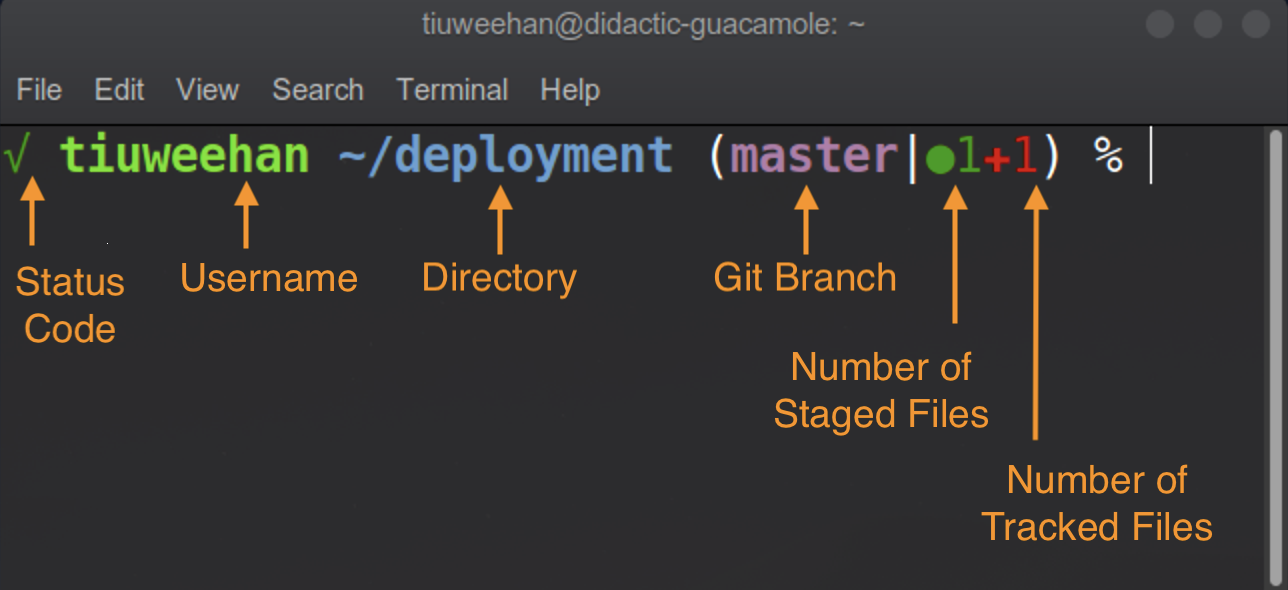 tiuweehan@didactic-guacamole: ~
File Edit View Search Terminal Help
√ tiuweehan ~/deployment (master|●1+1) %
Status
Code
Username
Directory
Git Branch
Number of
Staged Files
Number of
Tracked Files